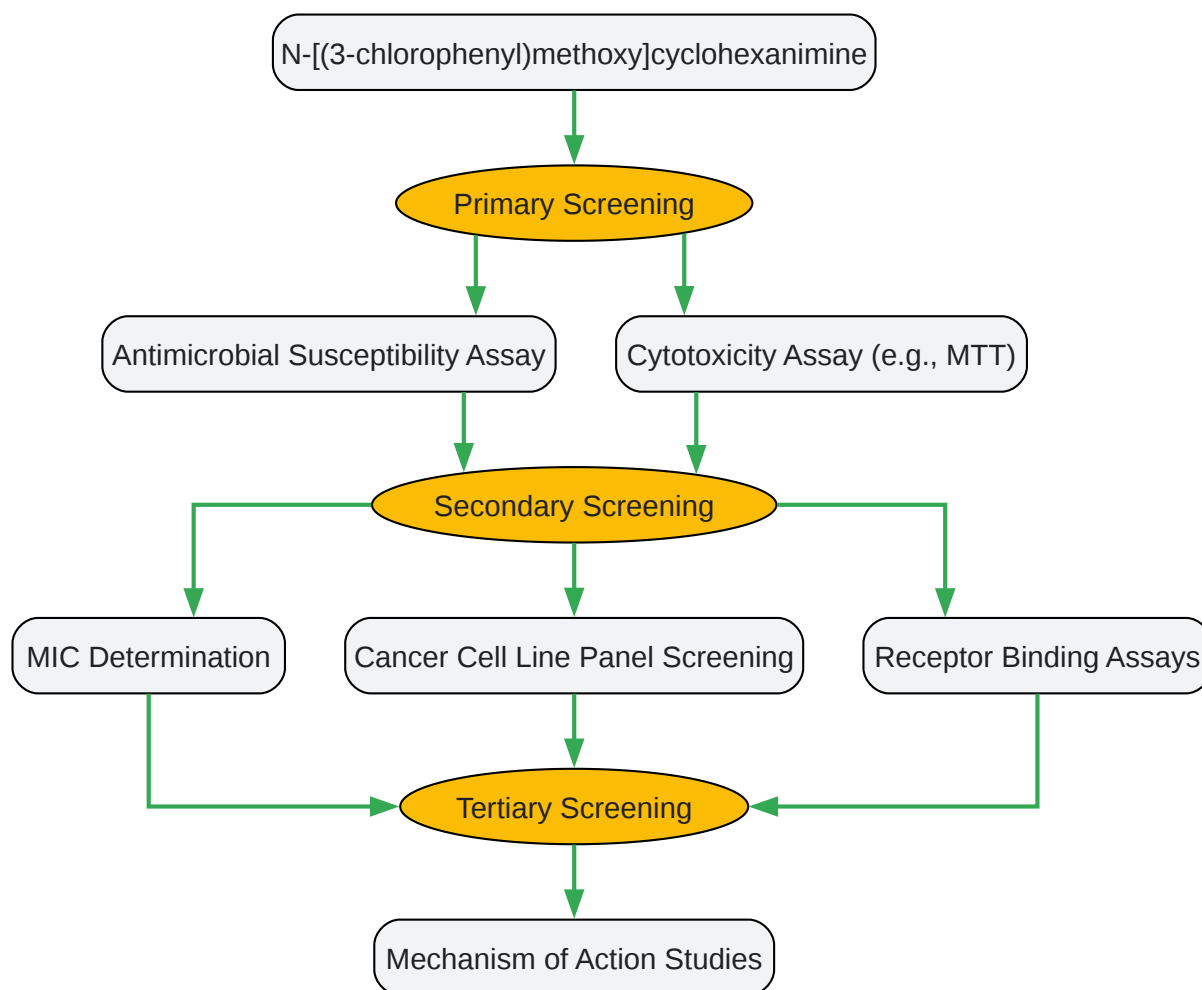 N-[(3-chlorophenyl)methoxy]cyclohexanimine
Primary Screening
Antimicrobial Susceptibility Assay
Cytotoxicity Assay (e.g., MTT)
Secondary Screening
MIC Determination
Cancer Cell Line Panel Screening
Receptor Binding Assays
Tertiary Screening
Mechanism of Action Studies